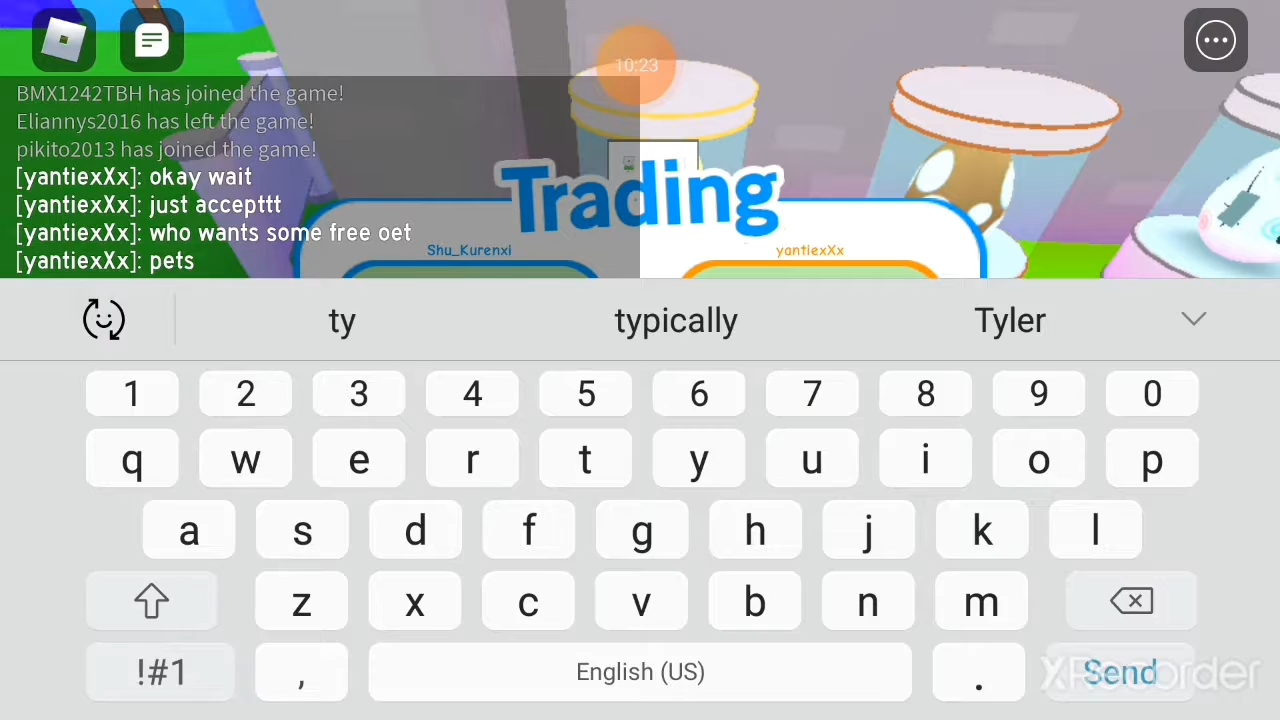 10:23
BMX1242TBH has joined the game!
Eliannys2016 has left the game!
pikito2013 has joined the game!
[yantiexXx]: okay wait
[yantiexXx]: just accepttt
[yantiexXx]: who wants some free oet
[yantiexXx]: pets
Trading
Shu_Kurenxi yantiexXx
ty typically Tyler
1 2 3 4 5 6 7 8 9 0
q w e r t y u i o p
a s d f g h j k l
z x c v b n m
!#1 , English (US) . Send
XRecorder